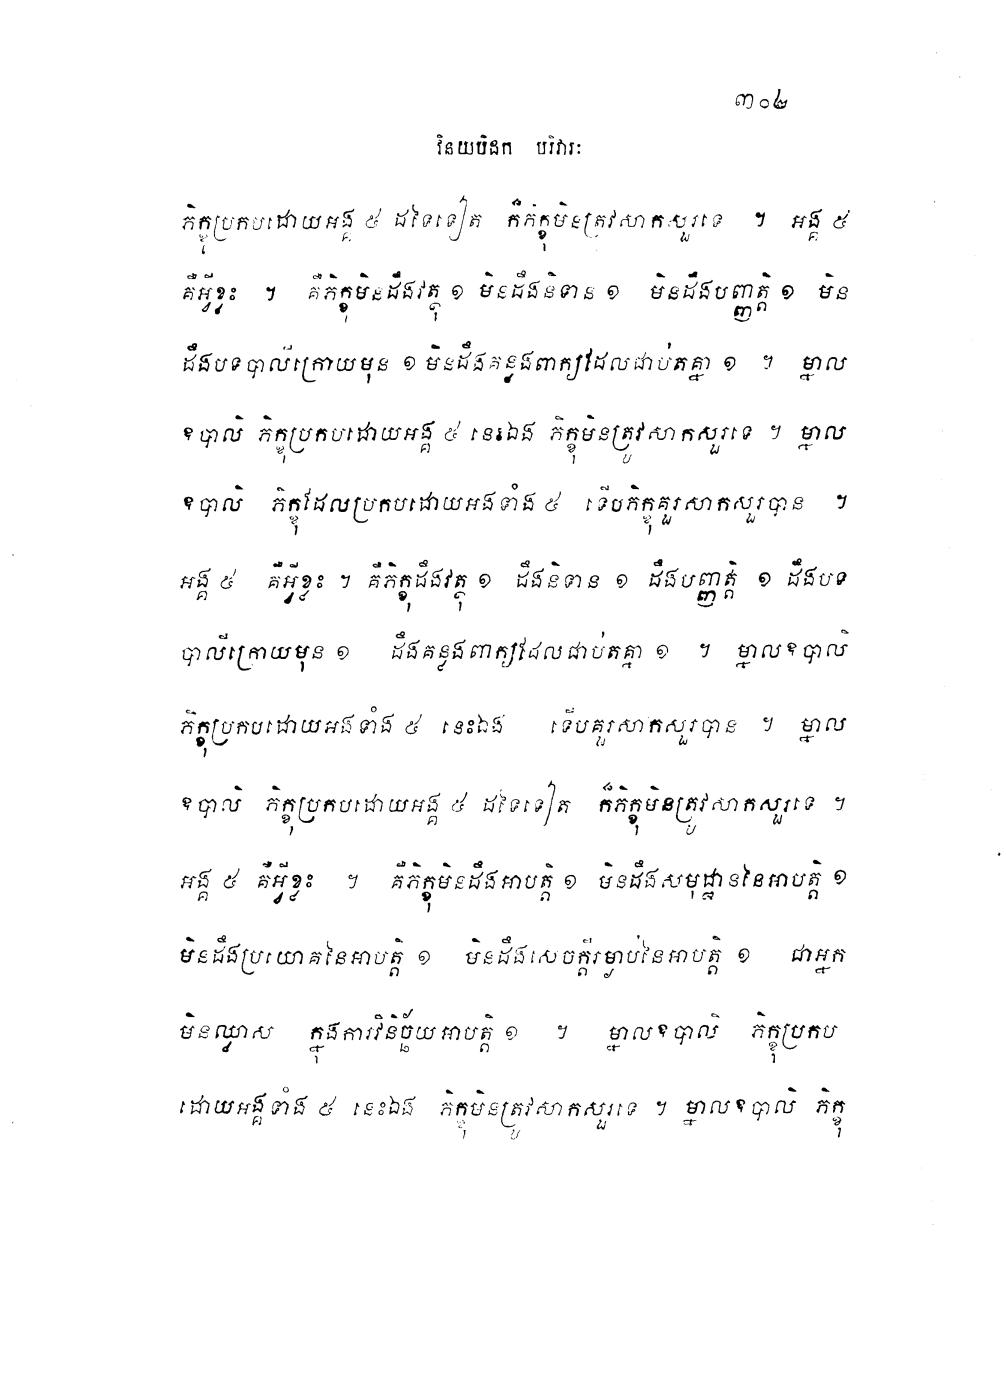 ៣០៤
វិនយបិដក បរិវារៈ
ភិក្ខុប្រកបដោយអង្គ ៥ ដទៃទៀត ក៏ភិក្ខុមិនត្រូវសាកសួរទេ ។ អង្គ ៥
គឺអ្វីខ្លះ ។ គឺភិក្ខុមិនដឹងវត្ថុ ១ មិនដឹងនិទាន ១ មិនដឹងបញ្ញត្តិ ១ មិន
ដឹងបទបាលីក្រោយមុន ១ មិនដឹងគន្លងពាក្យដែលជាប់តគ្នា ១ ។ ម្នាល
ឧបាលិ ភិក្ខុប្រកបដោយអង្គ ៥ នេះឯង ភិក្ខុមិនត្រូវសាកសួរទេ ។ ម្នាល
ឧបាលិ ភិក្ខុដែលប្រកបដោយអងទាំង ៥ ទើបភិក្ខុគួរសាកសួរបាន ។
អង្គ ៥ គឺអ្វីខ្លះ ។ គឺភិក្ខុដឹងវត្ថុ ១ ដឹងនិទាន ១ ដឹងបញ្ញត្តិ ១ ដឹងបទ
បាលីក្រោយមុន ១ ដឹងគន្លងពាក្យដែលជាប់តគ្នា ១ ។ ម្នាលឧបាលិ
ភិក្ខុប្រកបដោយអងទាំង ៥ នេះឯង ទើបគួរសាកសួរបាន ។ ម្នាល
ឧបាលិ ភិក្ខុប្រកបដោយអង្គ ៥ ដទៃទៀត ក៏ភិក្ខុមិនត្រូវសាកសួរទេ ។
អង្គ ៥ គឺអ្វីខ្លះ ។ គឺភិក្ខុមិនដឹងអាបត្តិ ១ មិនដឹងសមុដ្ឋាននៃអាបត្តិ ១
មិនដឹងប្រយោគនៃអាបត្តិ ១ មិនដឹងសេចក្តីរម្ងាប់នៃអាបត្តិ ១ ជាអ្នក
មិនឈ្លាស ក្នុងការវិនិច្ឆ័យអាបត្តិ ១ ។ ម្នាលឧបាលិ ភិក្ខុប្រកប
ដោយអង្គទាំង ៥ នេះឯង ភិក្ខុមិនត្រូវសាកសួរទេ ។ ម្នាលឧបាលិ ភិក្ខុ